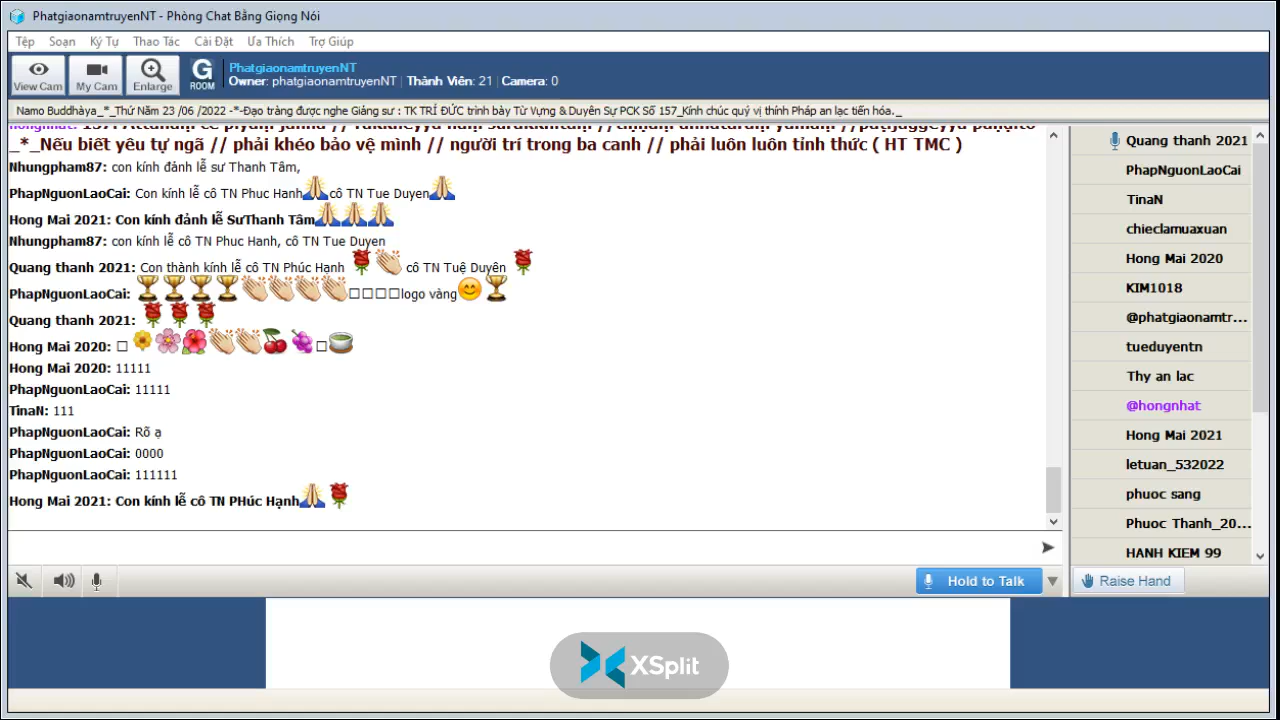 PhatgiaonamtruyenNT - Phòng Chat Bằng Giọng Nói
Tệp Soạn Ký Tự Thao Tác Cài Đặt Ưa Thích Trợ Giúp
View Cam My Cam Enlarge G ROOM
PhatgiaonamtruyenNT
Owner: phatgiaonamtruyenNT | Thành Viên: 21 | Camera: 0
Namo Buddhàya_*_Thứ Năm 23 /06 /2022 -*-Đạo tràng được nghe Giảng sư : TK TRÍ ĐỨC trình bày Từ Vựng & Duyên Sự PCK Số 157_Kính chúc quý vị thính Pháp an lạc tiến hóa._
_*_Nếu biết yêu tự ngã // phải khéo bảo vệ mình // người trí trong ba canh // phải luôn luôn tỉnh thức ( HT TMC )
Nhungpham87: con kính đảnh lễ sư Thanh Tâm,
PhapNguonLaoCai: Con kính lễ cô TN Phuc Hanh🙏cô TN Tue Duyen🙏
Hong Mai 2021: Con kính đảnh lễ SưThanh Tâm🙏🙏🙏
Nhungpham87: con kính lễ cô TN Phuc Hanh, cô TN Tue Duyen
Quang thanh 2021: Con thành kính lễ cô TN Phúc Hạnh 🌹👏 cô TN Tuệ Duyên 🌹
PhapNguonLaoCai: 🏆🏆🏆🏆👏👏👏👏□□□□logo vàng😊🏆
Quang thanh 2021: 🌹🌹🌹
Hong Mai 2020: □🌼🌸🌺👏👏🍒🍇□🍵
Hong Mai 2020: 11111
PhapNguonLaoCai: 11111
TinaN: 111
PhapNguonLaoCai: Rõ ạ
PhapNguonLaoCai: 0000
PhapNguonLaoCai: 111111
Hong Mai 2021: Con kính lễ cô TN PHúc Hạnh🙏🌹
Quang thanh 2021
PhapNguonLaoCai
TinaN
chieclamuaxuan
Hong Mai 2020
KIM1018
@phatgiaonamtr...
tueduyentn
Thy an lac
@hongnhat
Hong Mai 2021
letuan_532022
phuoc sang
Phuoc Thanh_20...
HANH KIEM 99
Hold to Talk
Raise Hand
XSplit